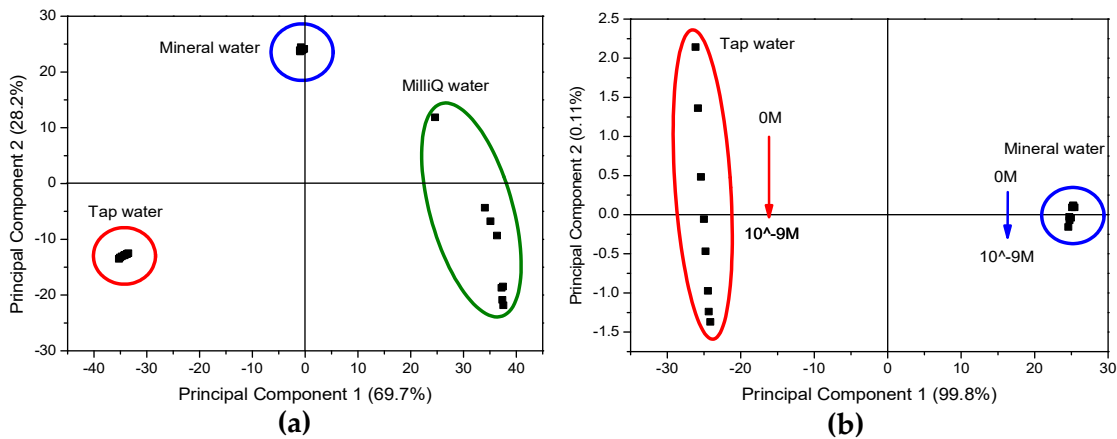 30
20
10
0
-10
-20
-30
-40
-30
-20
-10
0
10
20
30
40
Principal Component 2 (28.2%)
Principal Component 1 (69.7%)
Mineral water
MilliQ water
Tap water
(a)
2.5
2.0
1.5
1.0
0.5
0.0
-0.5
-1.0
-1.5
-30
-20
-10
0
10
20
30
Principal Component 2 (0.11%)
Principal Component 1 (99.8%)
Tap water
0M
10^-9M
Mineral water
0M
10^-9M
(b)